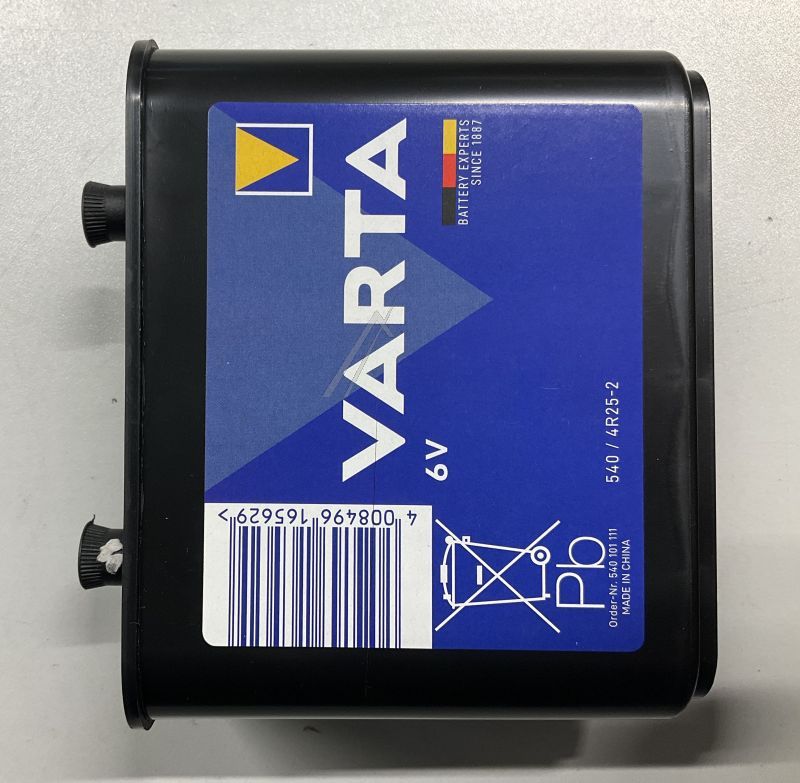 VARTA
BATTERY EXPERTS
SINCE 1887
6V
540 / 4R25-2
4 008496 165629 >
Pb
Order-Nr. 540 101 111
MADE IN CHINA